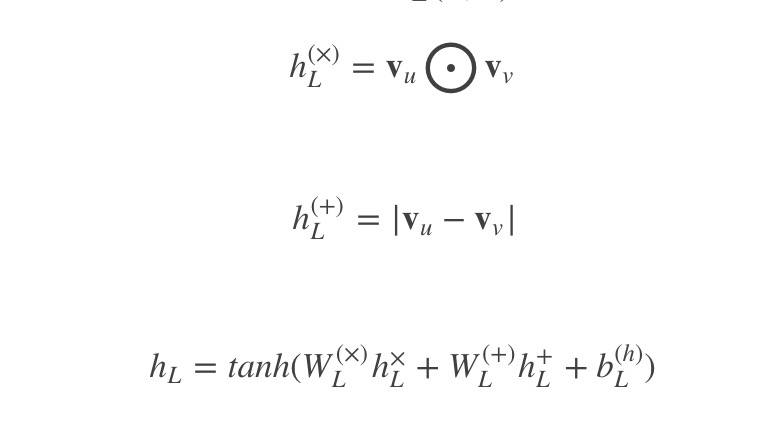 h_L^{(×)} = v_u ⨀ v_v
h_L^{(+)} = |v_u − v_v|
h_L = tanh(W_L^{(×)} h_L^× + W_L^{(+)} h_L^+ + b_L^{(h)})